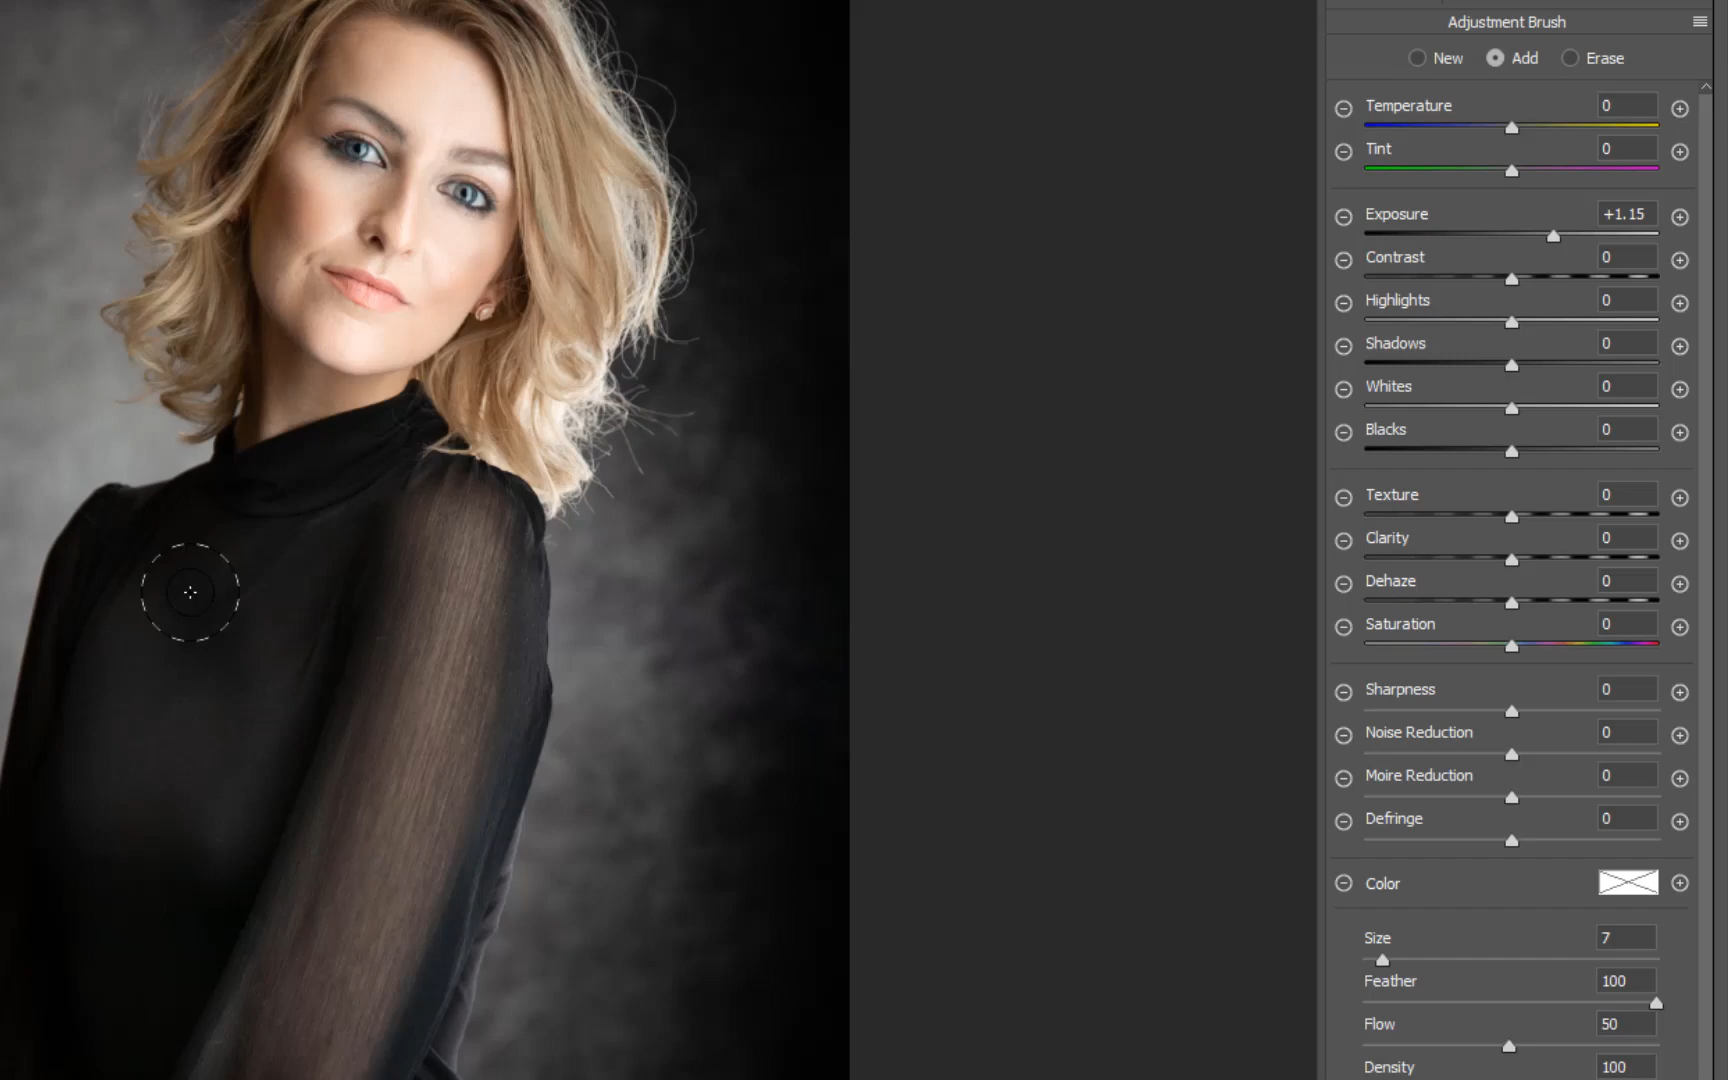 Adjustment Brush
New Add Erase
Temperature 0
Tint 0
Exposure +1.15
Contrast 0
Highlights 0
Shadows 0
Whites 0
Blacks 0
Texture 0
Clarity 0
Dehaze 0
Saturation 0
Sharpness 0
Noise Reduction 0
Moire Reduction 0
Defringe 0
Color
Size 7
Feather 100
Flow 50
Density 100